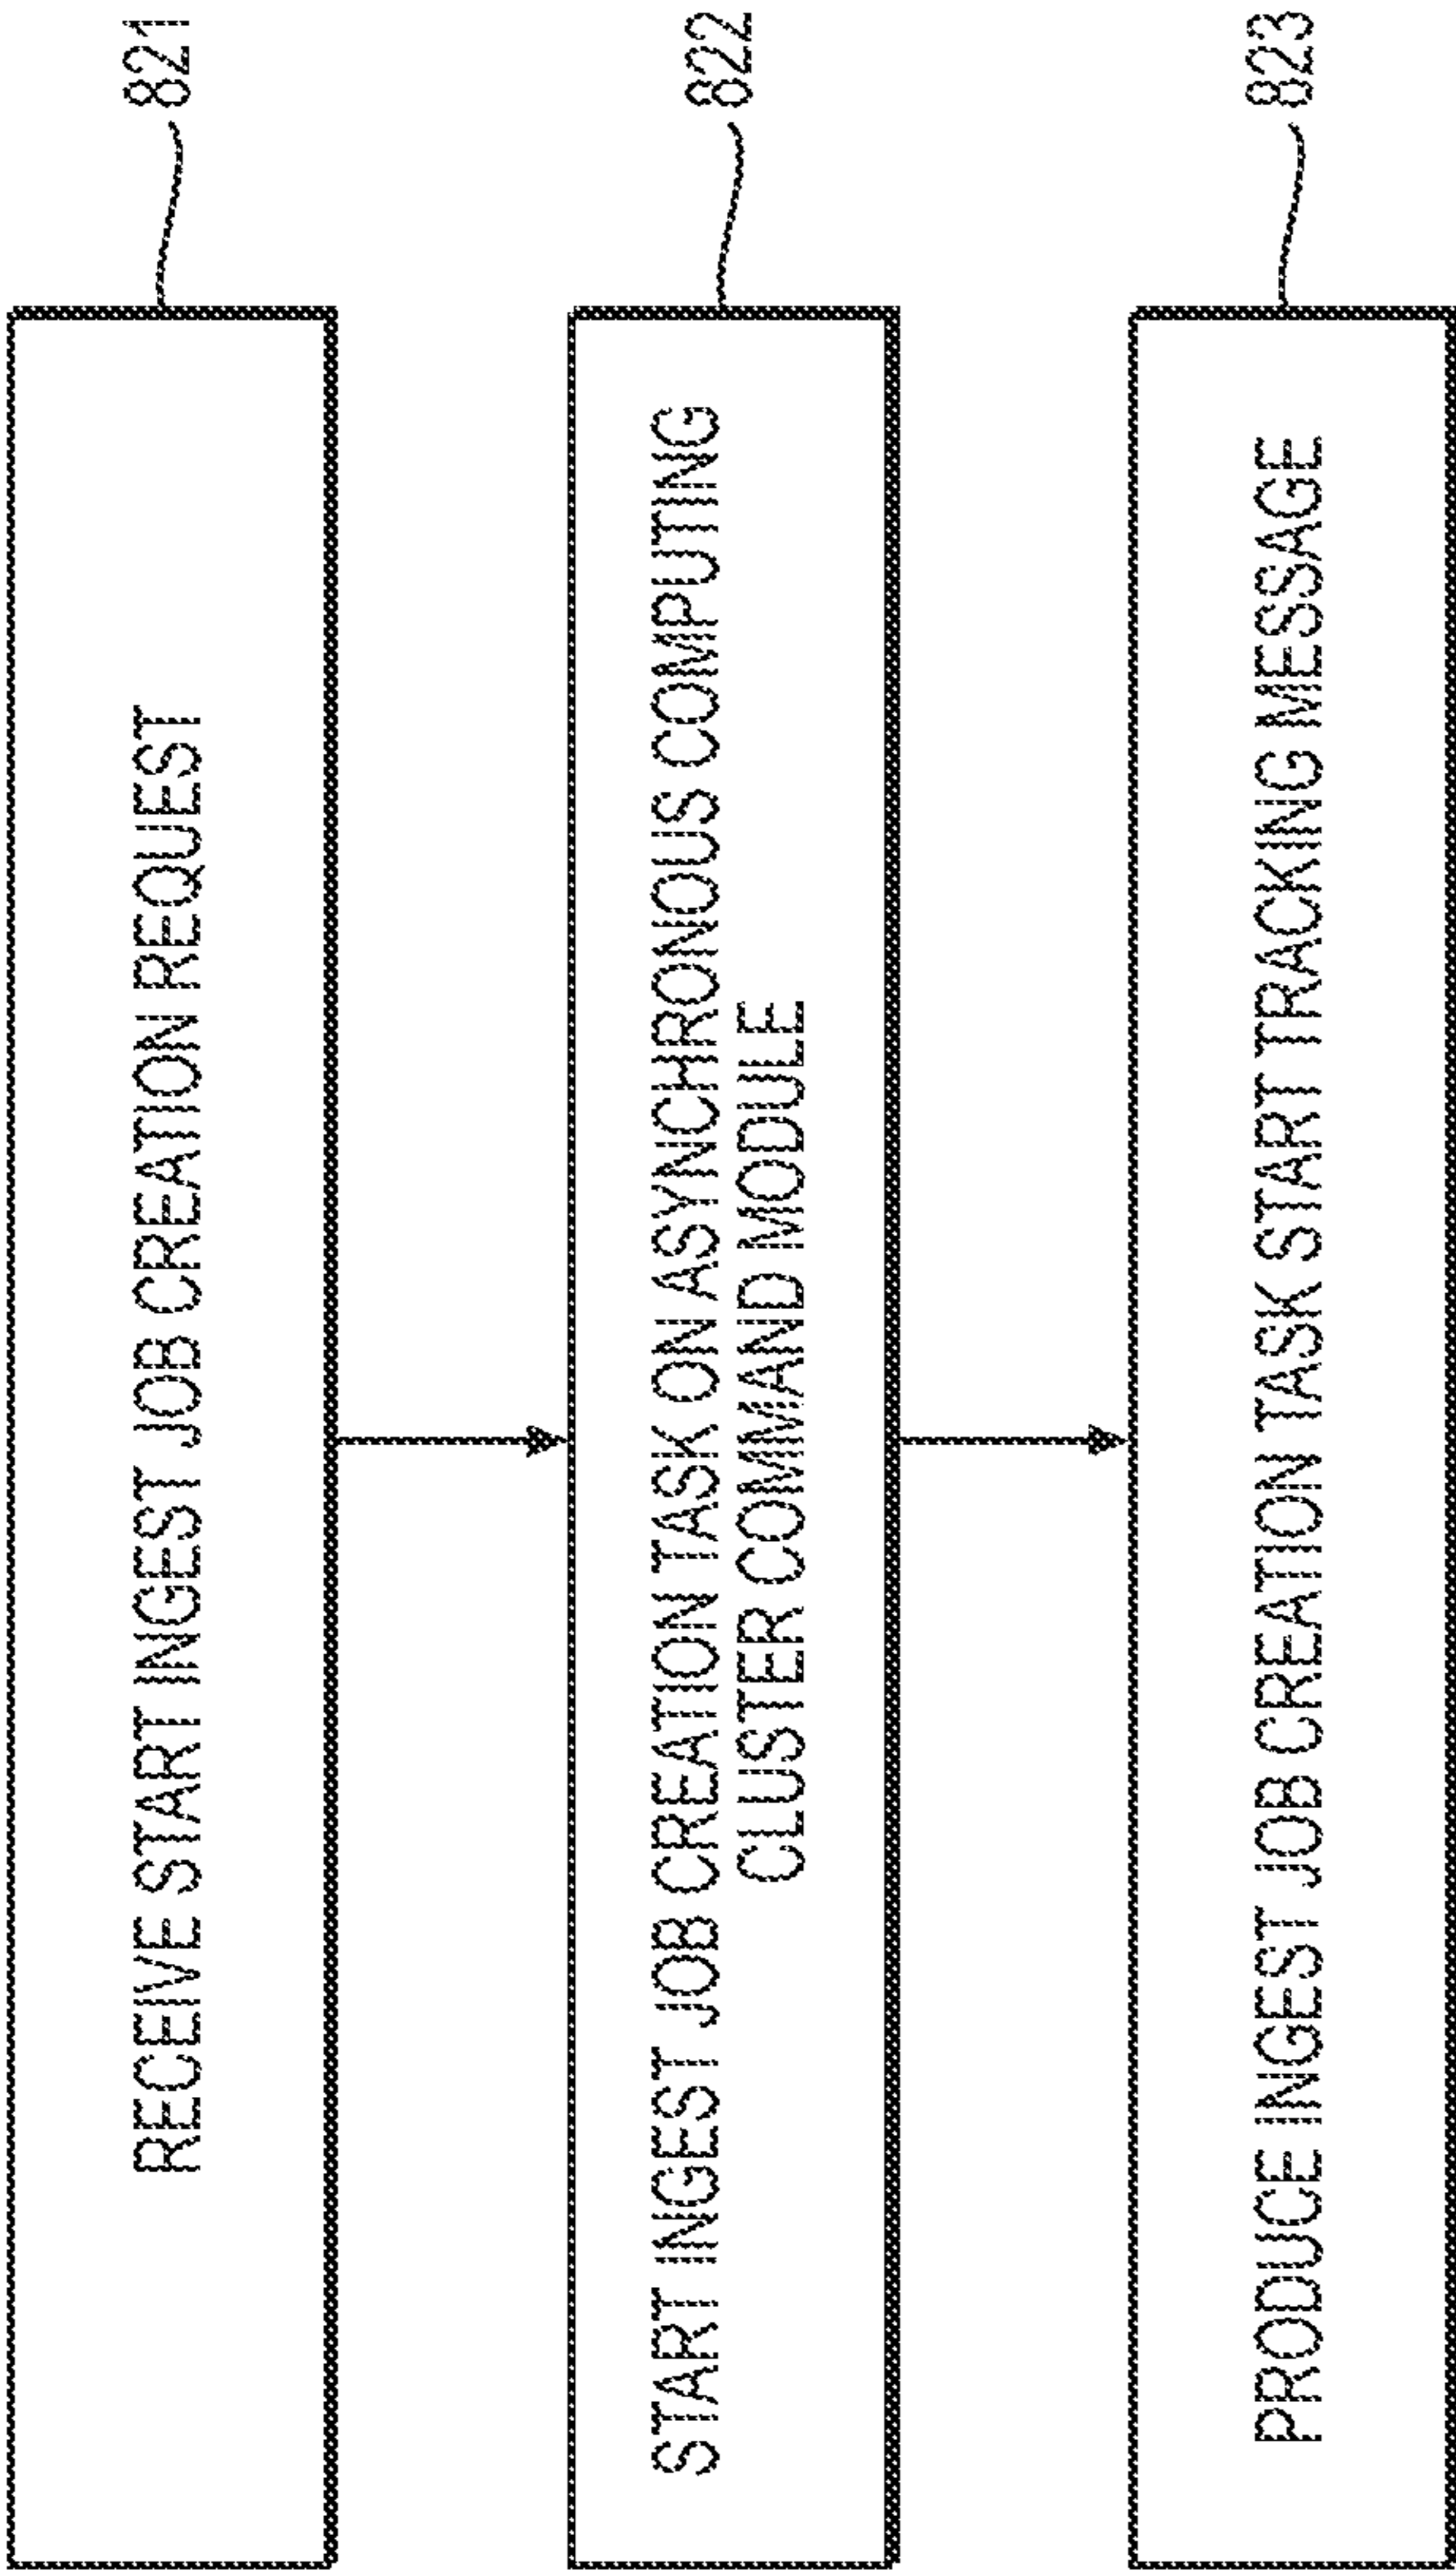 RECEIVE START INGEST JOB CREATION REQUEST
821
START INGEST JOB CREATION TASK ON ASYNCHRONOUS COMPUTING
CLUSTER COMMAND MODULE
822
PRODUCE INGEST JOB CREATION TASK START TRACKING MESSAGE
823